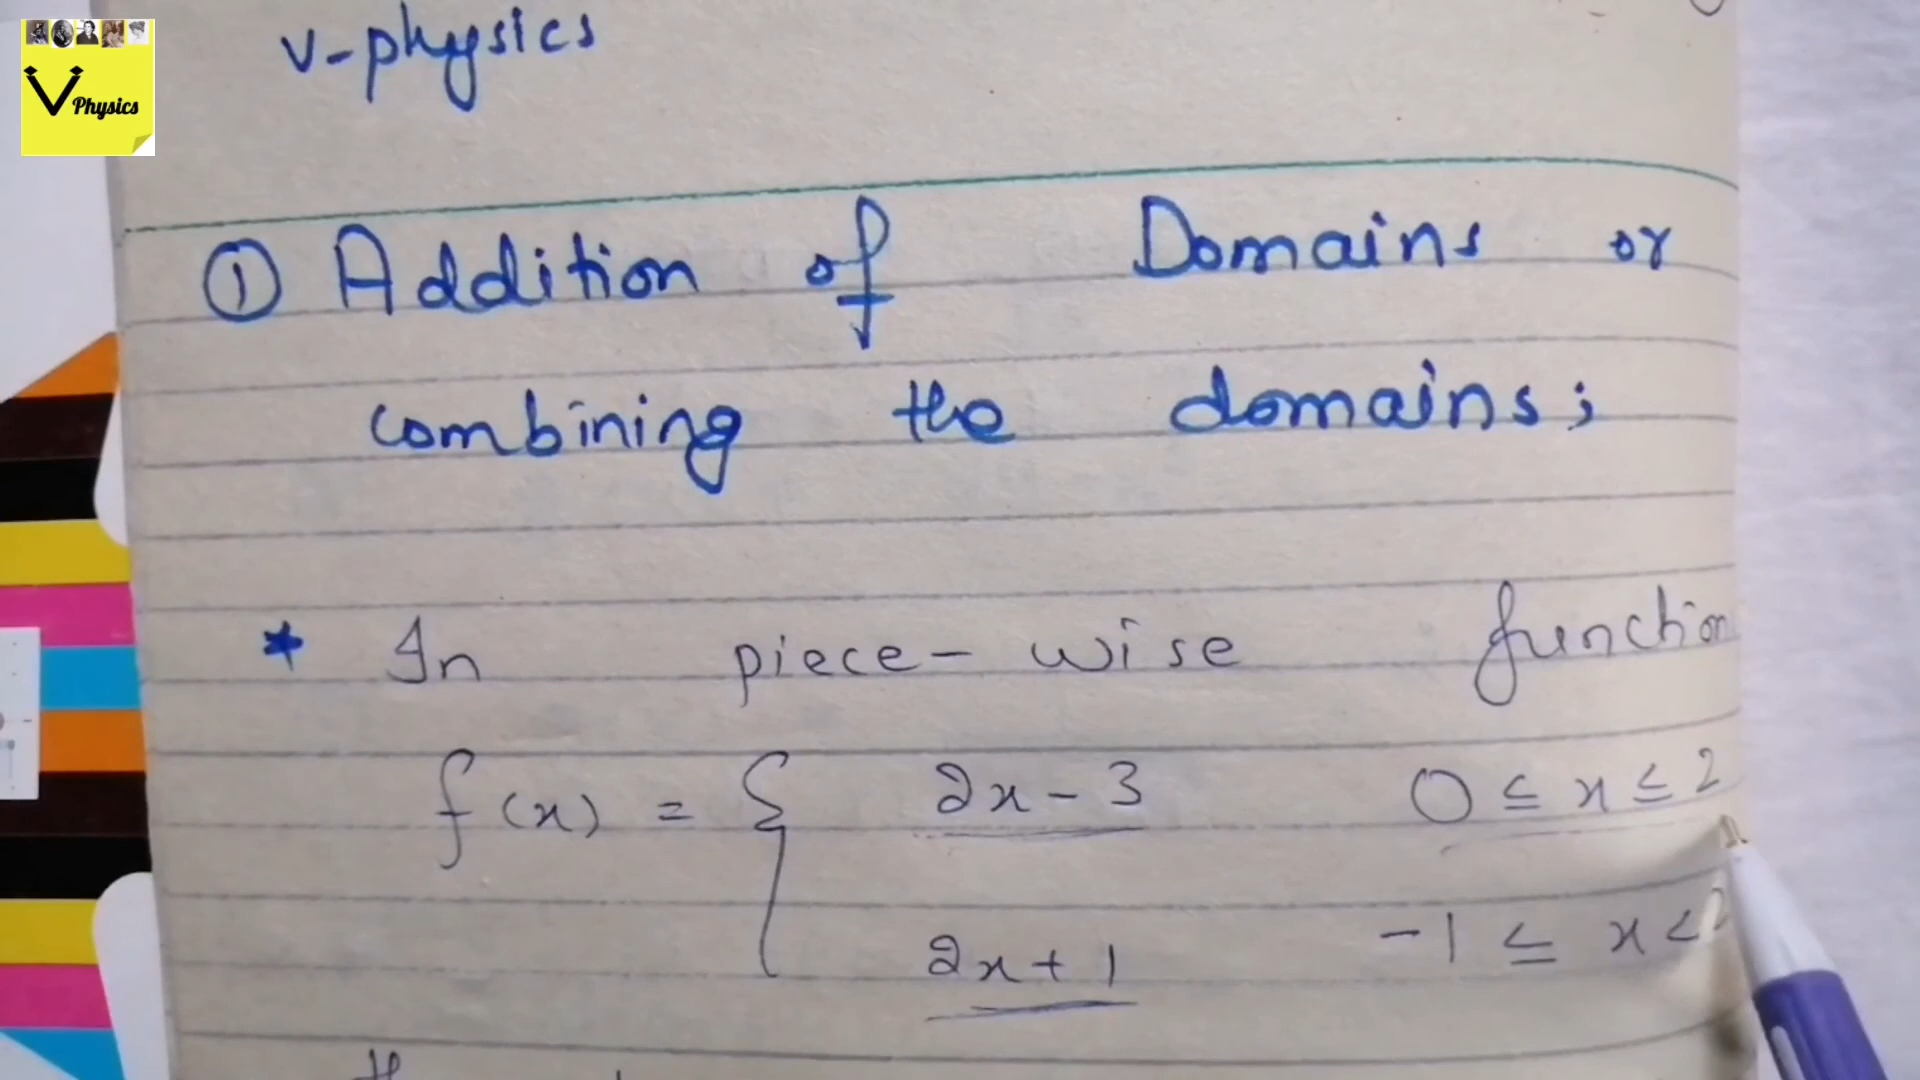 V Physics
v-physics
① Addition of Domains or
combining the domains;
* In piece-wise function
f(x) = { 2x-3 0 ≤ x ≤ 2
2x+1 -1 ≤ x <